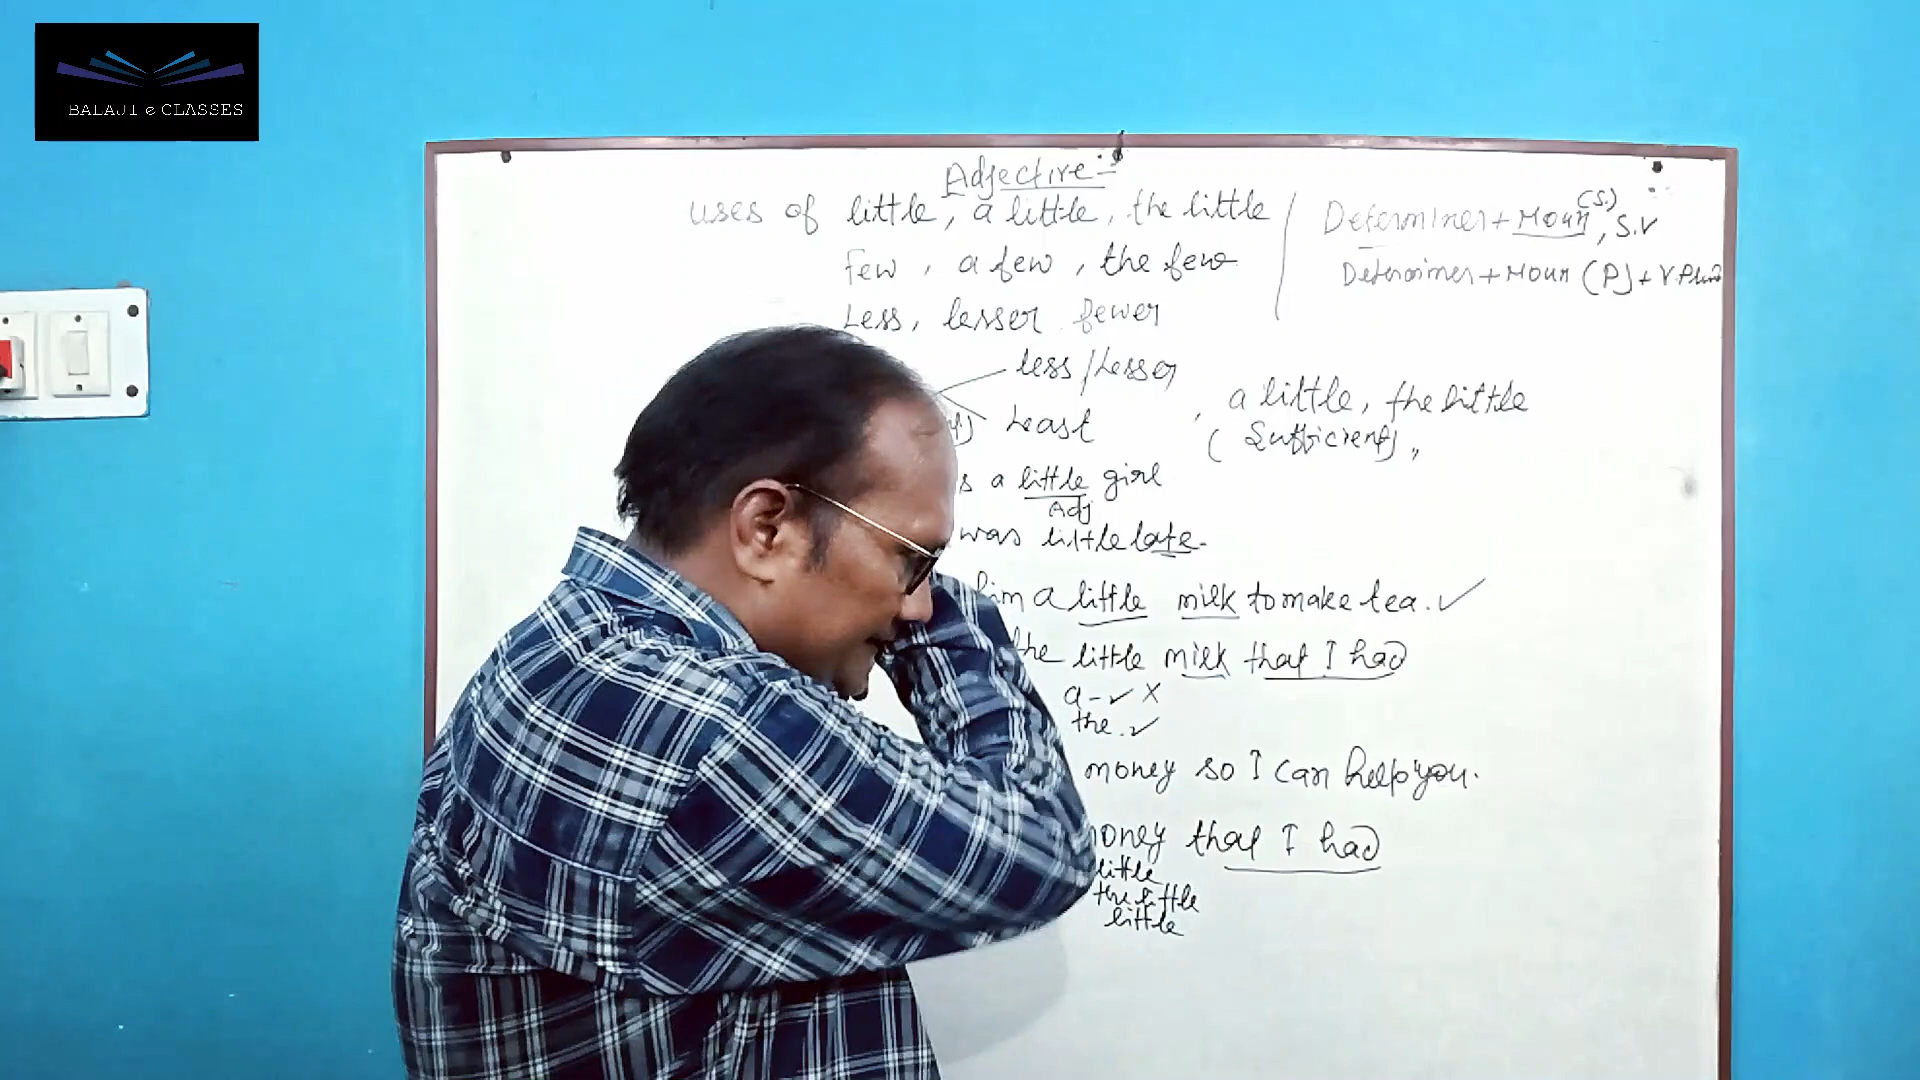 BALAJI e CLASSES
Adjective:-
uses of little, a little, the little
few, a few, the few
Less, lesser fewer
Determiner + Noun (S.), S.V
Determiner + Noun (P) + V.
less/Lesser
Least
, a little, the little
(Sufficient),,
a little girl
Adj
was little late.
him a little milk to make tea. ✓
the little milk that I had
a - ✓ ×
the. ✓
money so I can help you.
money that I had
little
the little
little